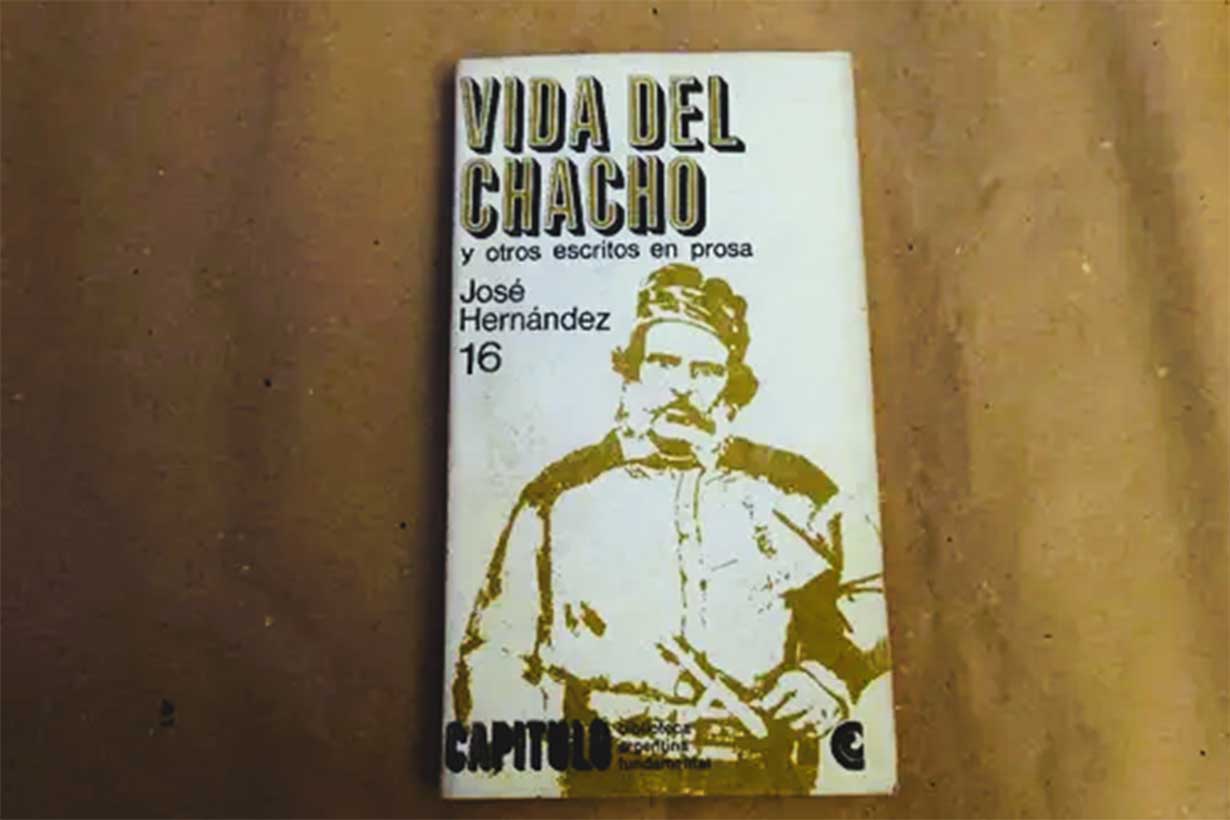 VIDA DEL
CHACHO
y otros escritos en prosa
José
Hernández
16
CAPITULO
biblioteca
argentina
fundamental